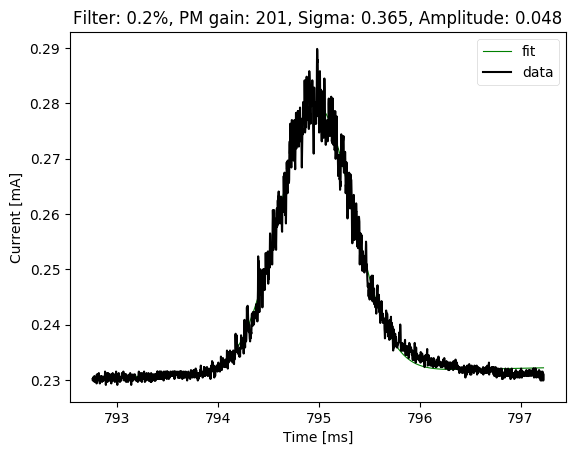 Filter: 0.2%, PM gain: 201, Sigma: 0.365, Amplitude: 0.048
fit
data
0.29
0.28
0.27
0.26
0.25
0.24
0.23
Current [mA]
793
794
795
796
797
Time [ms]